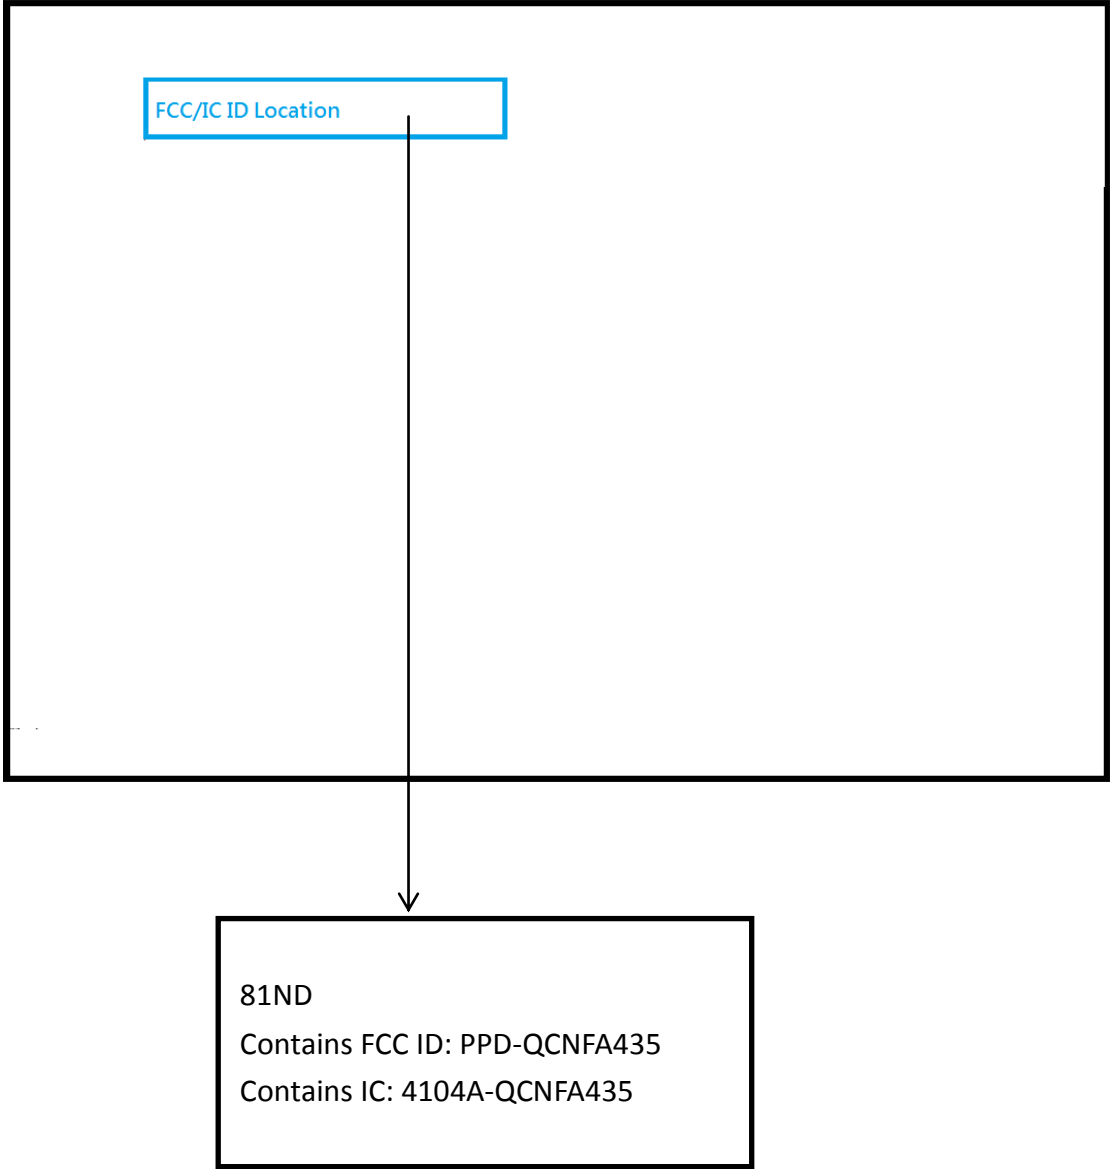 FCC/IC ID Location
81ND
Contains FCC ID: PPD-QCNFA435
Contains IC: 4104A-QCNFA435